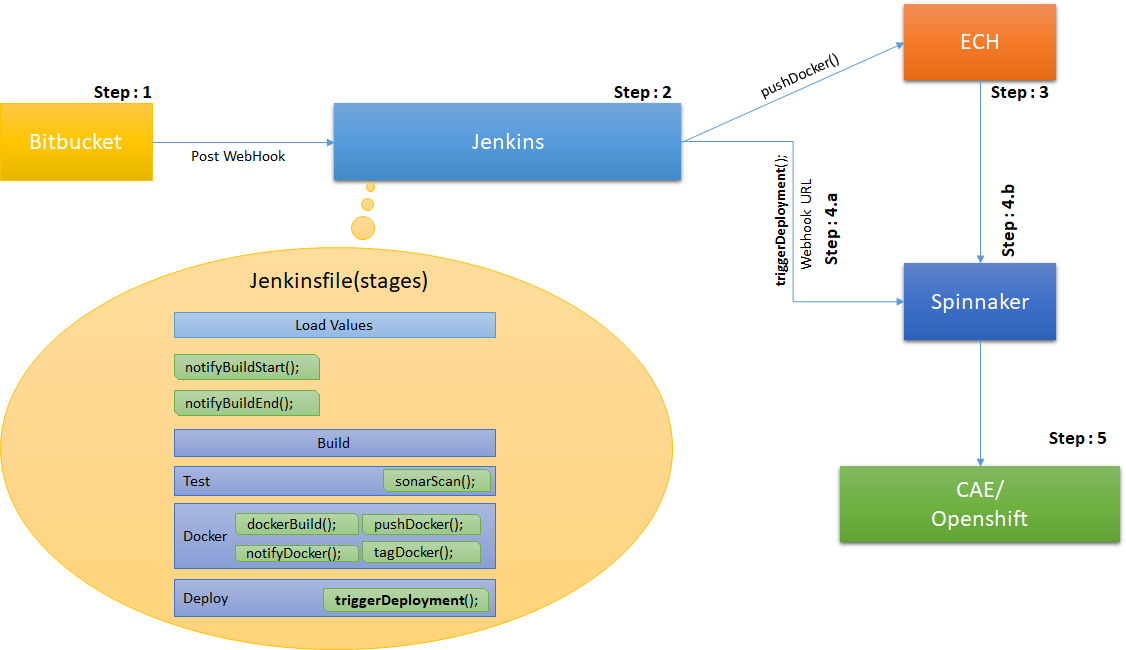 Step : 1
Bitbucket
Post WebHook
Step : 2
Jenkins
pushDocker()
ECH
Step : 3
triggerDeployment();
Webhook URL
Step : 4.a
Step : 4.b
Spinnaker
Step : 5
CAE/
Openshift
Jenkinsfile(stages)
Load Values
notifyBuildStart();
notifyBuildEnd();
Build
Test
sonarScan();
Docker
dockerBuild();
pushDocker();
notifyDocker();
tagDocker();
Deploy
triggerDeployment();